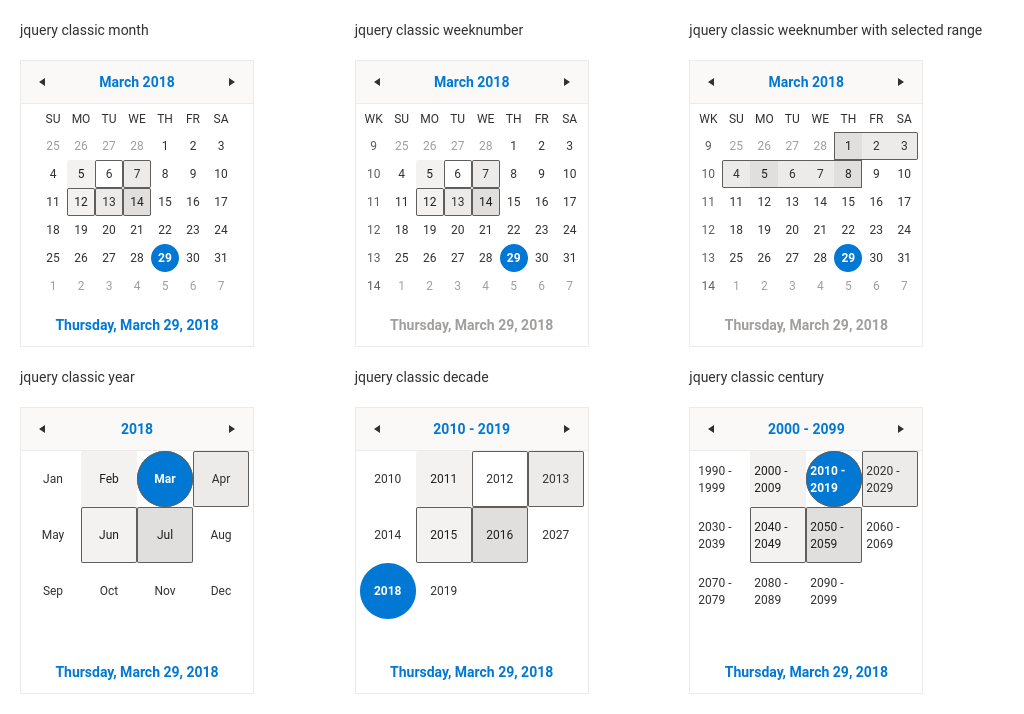 jquery classic month
March 2018
SU MO TU WE TH FR SA
25 26 27 28 1 2 3
4 5 6 7 8 9 10
11 12 13 14 15 16 17
18 19 20 21 22 23 24
25 26 27 28 29 30 31
1 2 3 4 5 6 7
Thursday, March 29, 2018
jquery classic weeknumber
March 2018
WK SU MO TU WE TH FR SA
9 25 26 27 28 1 2 3
10 4 5 6 7 8 9 10
11 11 12 13 14 15 16 17
12 18 19 20 21 22 23 24
13 25 26 27 28 29 30 31
14 1 2 3 4 5 6 7
Thursday, March 29, 2018
jquery classic weeknumber with selected range
March 2018
WK SU MO TU WE TH FR SA
9 25 26 27 28 1 2 3
10 4 5 6 7 8 9 10
11 11 12 13 14 15 16 17
12 18 19 20 21 22 23 24
13 25 26 27 28 29 30 31
14 1 2 3 4 5 6 7
Thursday, March 29, 2018
jquery classic year
2018
Jan Feb Mar Apr
May Jun Jul Aug
Sep Oct Nov Dec
Thursday, March 29, 2018
jquery classic decade
2010 - 2019
2010 2011 2012 2013
2014 2015 2016 2027
2018 2019
Thursday, March 29, 2018
jquery classic century
2000 - 2099
1990 - 2000 - 2010 - 2020 -
1999 2009 2019 2029
2030 - 2040 - 2050 - 2060 -
2039 2049 2059 2069
2070 - 2080 - 2090 -
2079 2089 2099
Thursday, March 29, 2018